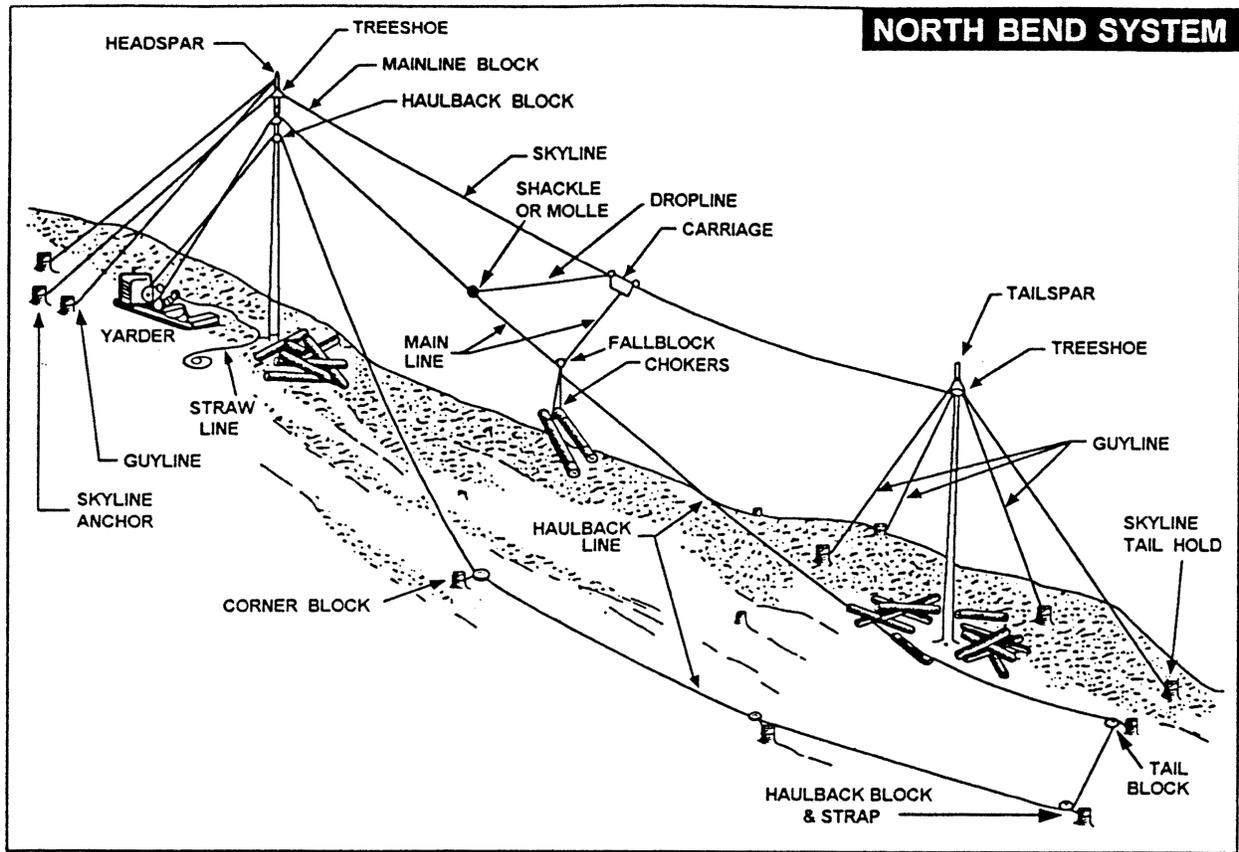 NORTH BEND SYSTEM
TREESHOE
HEADSPAR
MAINLINE BLOCK
HAULBACK BLOCK
SKYLINE
SHACKLE
OR MOLLE
DROPLINE
CARRIAGE
TAILSPAR
YARDER
MAIN
LINE
FALLBLOCK
CHOKERS
TREESHOE
STRAW
LINE
GUYLINE
GUYLINE
SKYLINE
ANCHOR
HAULBACK
LINE
SKYLINE
TAIL HOLD
CORNER BLOCK
TAIL
BLOCK
HAULBACK BLOCK
& STRAP